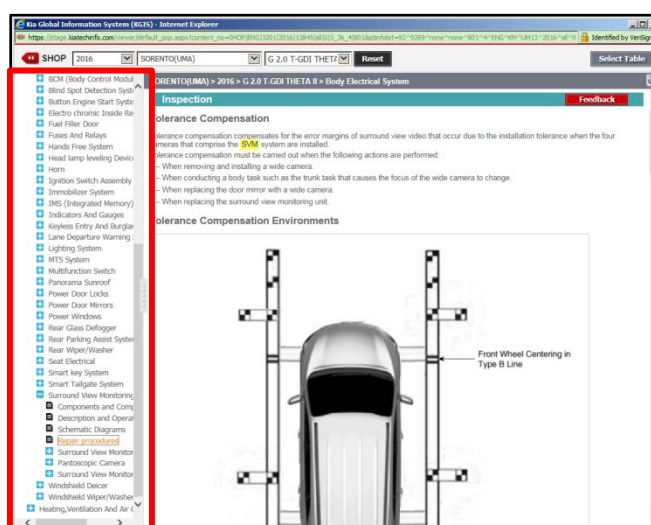 Kia Global Information System (KGIS) - Internet Explorer
Identified by VeriSign
SHOP 2016 SORENTO(UMA) G 2.0 T-GDI THETA Reset Select Table
SORENTO(UMA) > 2016 > G 2.0 T-GDI THETA II > Body Electrical System
Inspection Feedback
BCM (Body Control Modul
Blind Spot Detection Syst
Button Engine Start Syste
Electro chromic Inside Re
Fuel Filler Door
Fuses And Relays
Hands Free System
Head lamp leveling Device
Horn
Ignition Switch Assembly
Immobilizer System
IMS (Integrated Memory)
Indicators And Gauges
Keyless Entry And Burglar
Lane Departure Warning
Lighting System
MTS System
Multifunction Switch
Panorama Sunroof
Power Door Locks
Power Door Mirrors
Power Windows
Rear Glass Defogger
Rear Parking Assist System
Rear Wiper/Washer
Seat Electrical
Smart key System
Smart Tailgate System
Surround View Monitoring
Components and Comp
Description and Operat
Schematic Diagrams
Repair procedures
Surround View Monitor
Pantoscopic Camera
Surround View Monitor
Windshield Deicer
Windshield Wiper/Washer
Heating,Ventilation And Air C
Tolerance Compensation
Tolerance compensation compensates for the error margins of surround view video that occur due to the installation tolerance when the four
cameras that comprise the SVM system are installed.
Tolerance compensation must be carried out when the following actions are performed:
– When removing and installing a wide camera.
– When conducting a body task such as the trunk task that causes the focus of the wide camera to change.
– When replacing the door mirror with a wide camera.
– When replacing the surround view monitoring unit.
Tolerance Compensation Environments
Front Wheel Centering in
Type B Line